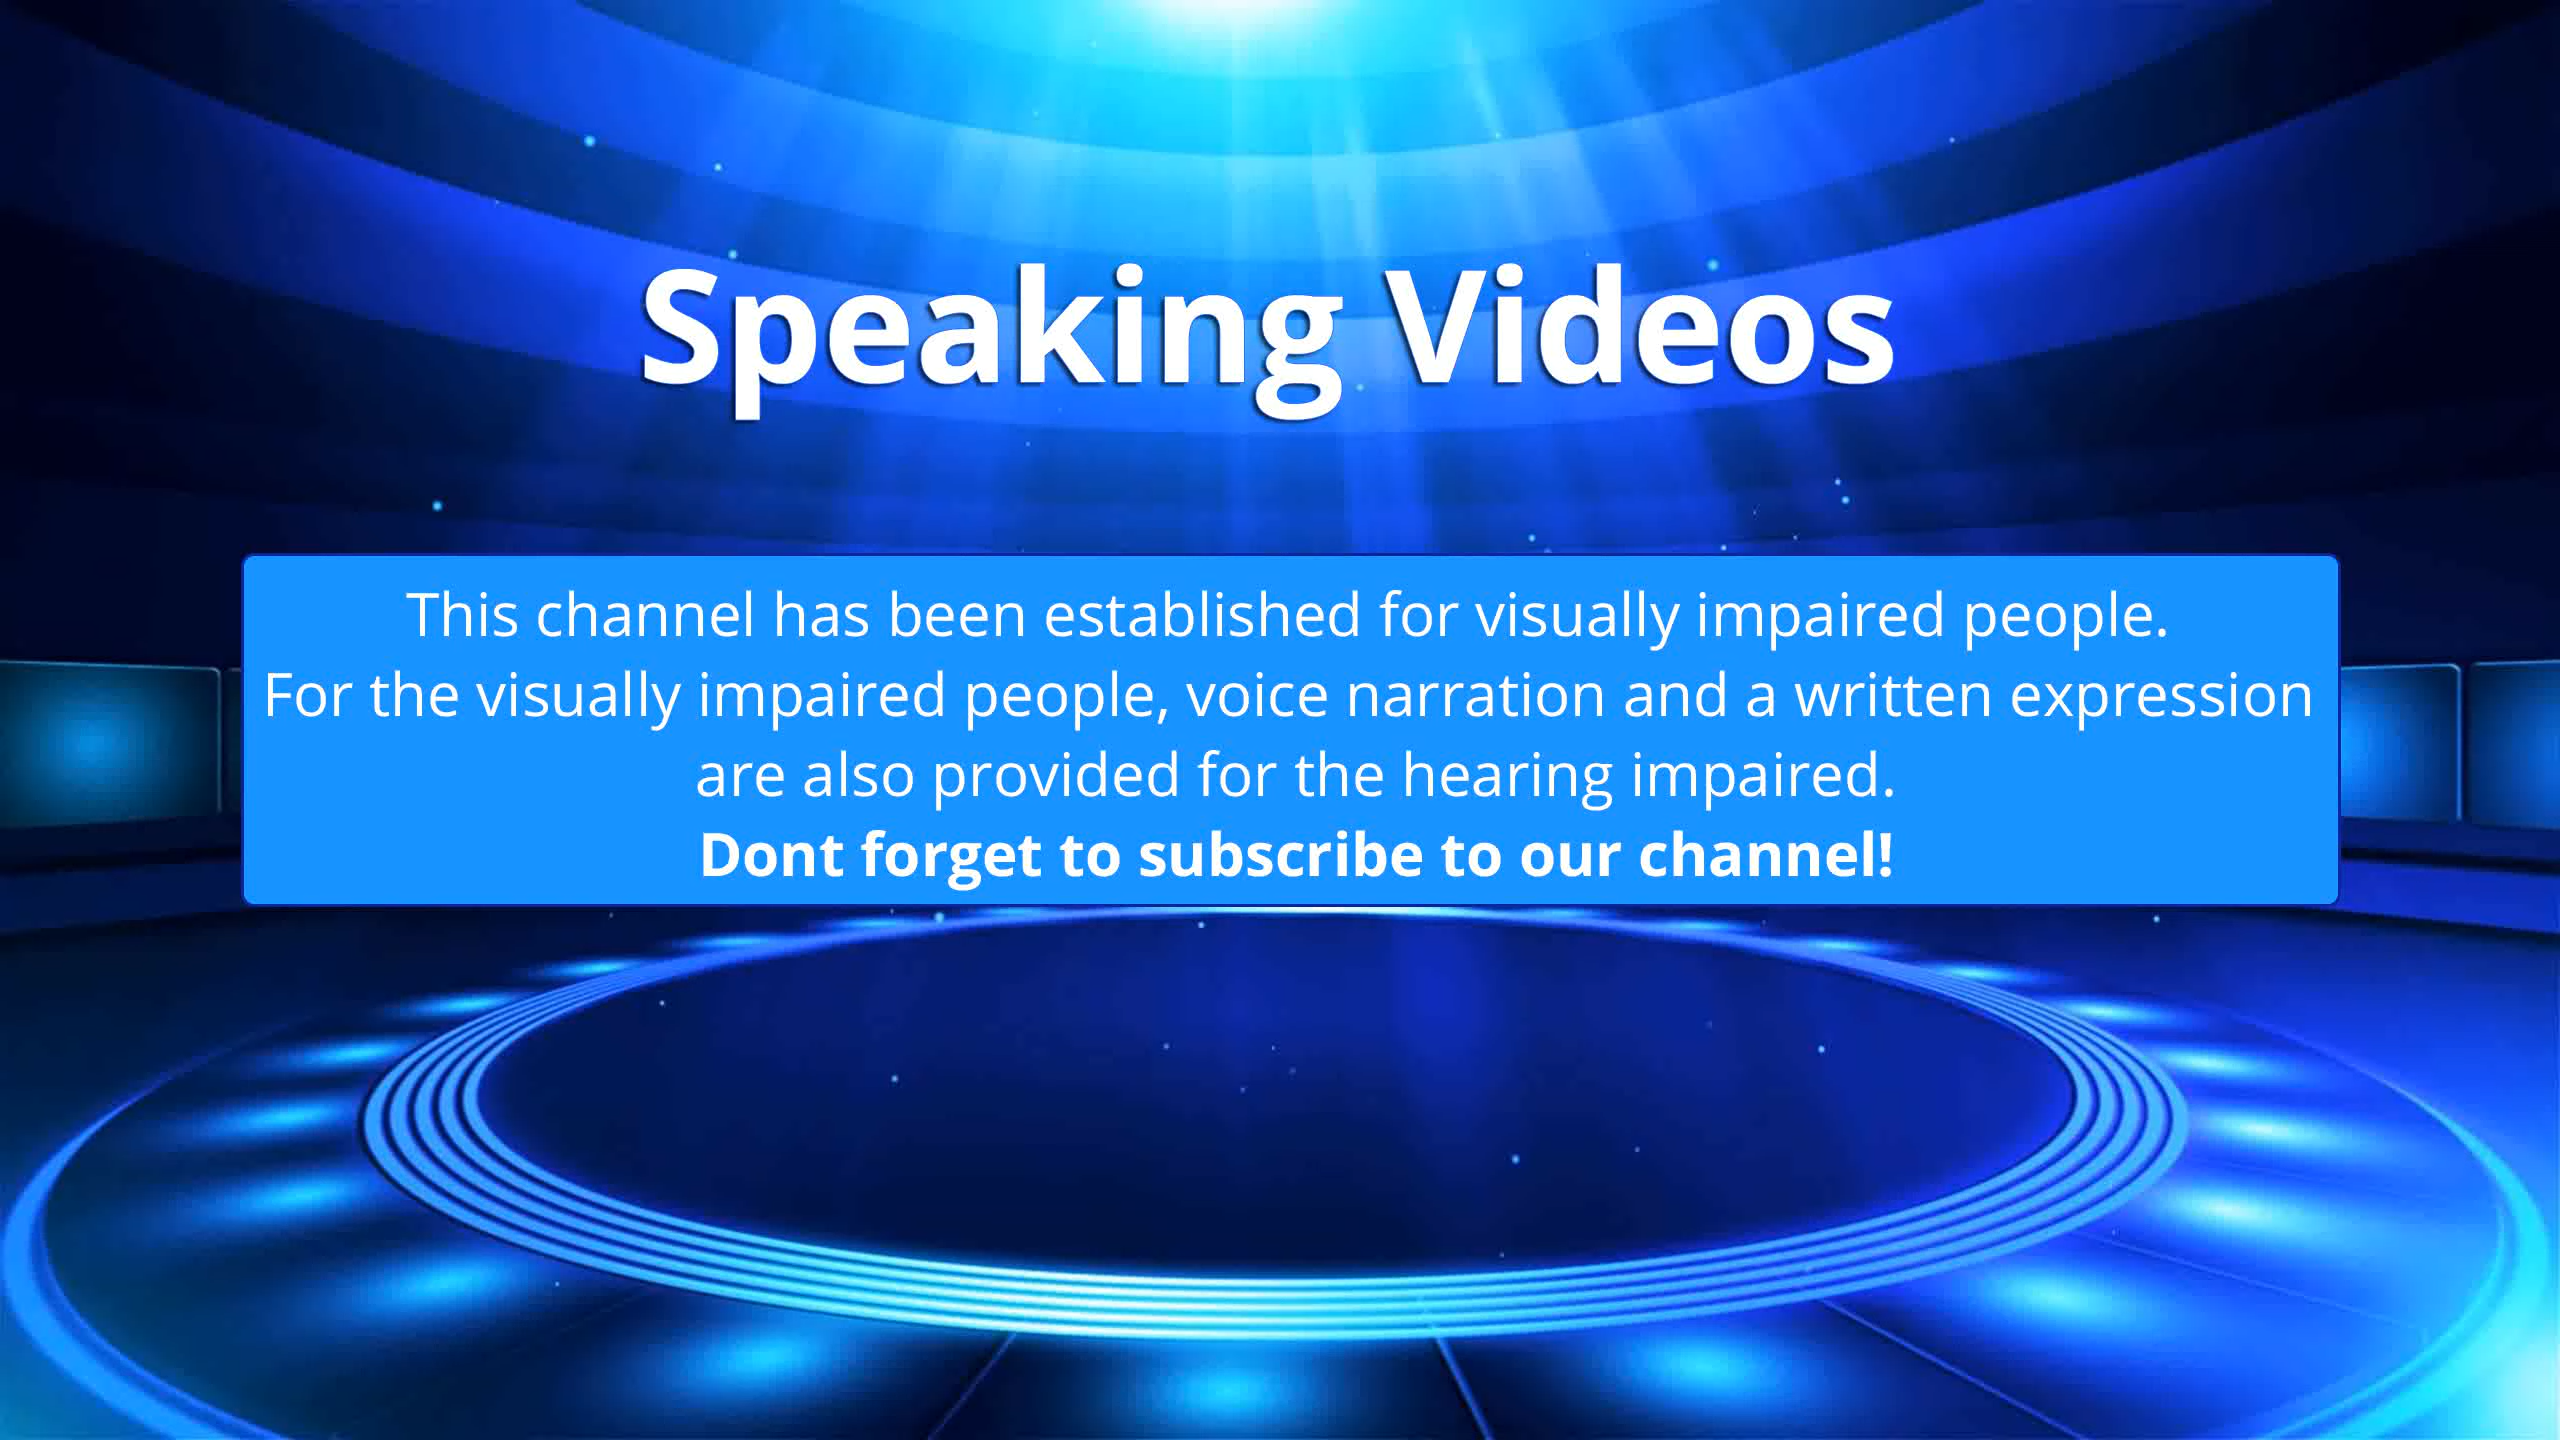 Speaking Videos
This channel has been established for visually impaired people.
For the visually impaired people, voice narration and a written expression
are also provided for the hearing impaired.
Dont forget to subscribe to our channel!